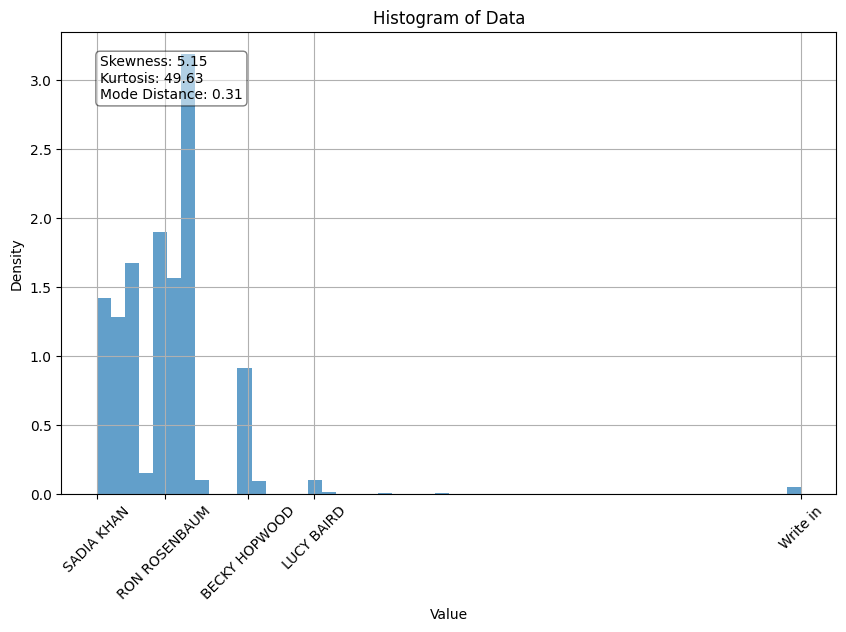 Histogram of Data
Skewness: 5.15
Kurtosis: 49.63
Mode Distance: 0.31
3.0
2.5
2.0
1.5
1.0
0.5
0.0
Density
SADIA KHAN
RON ROSENBAUM
BECKY HOPWOOD
LUCY BAIRD
Write in
Value